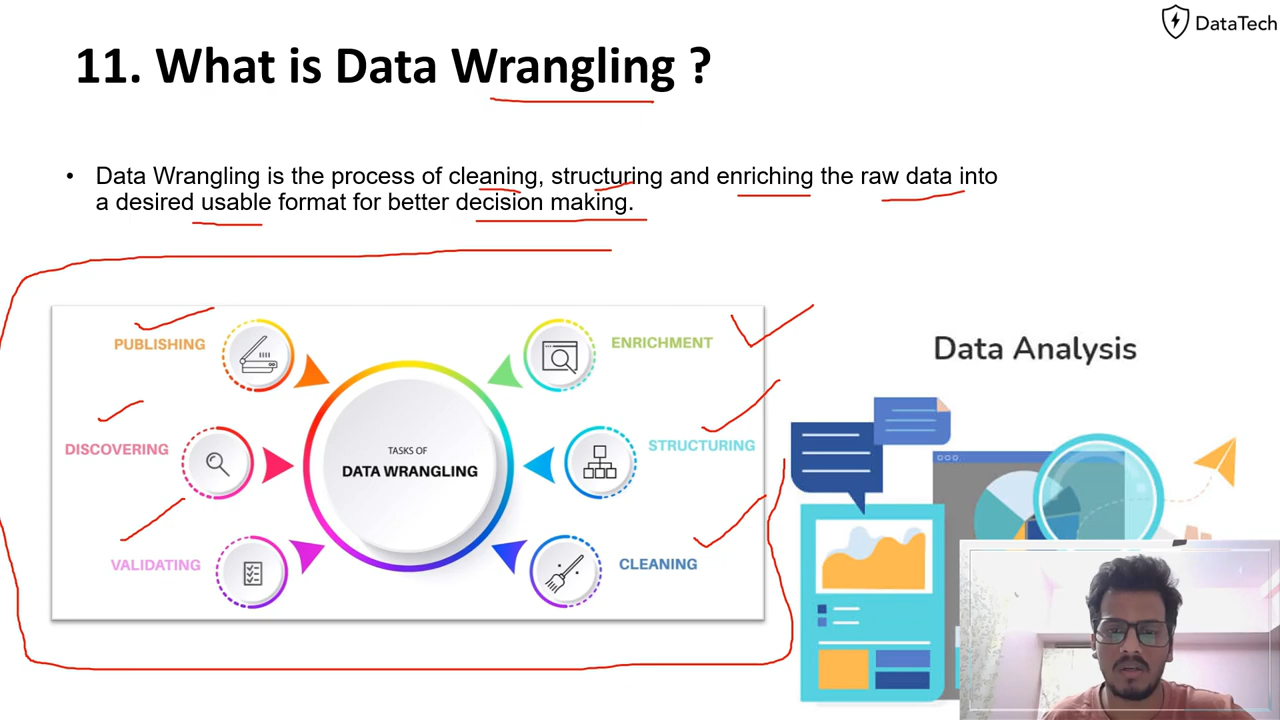 DataTech
11. What is Data Wrangling ?
• Data Wrangling is the process of cleaning, structuring and enriching the raw data into
a desired usable format for better decision making.
PUBLISHING
ENRICHMENT
DISCOVERING
STRUCTURING
TASKS OF
DATA WRANGLING
VALIDATING
CLEANING
Data Analysis